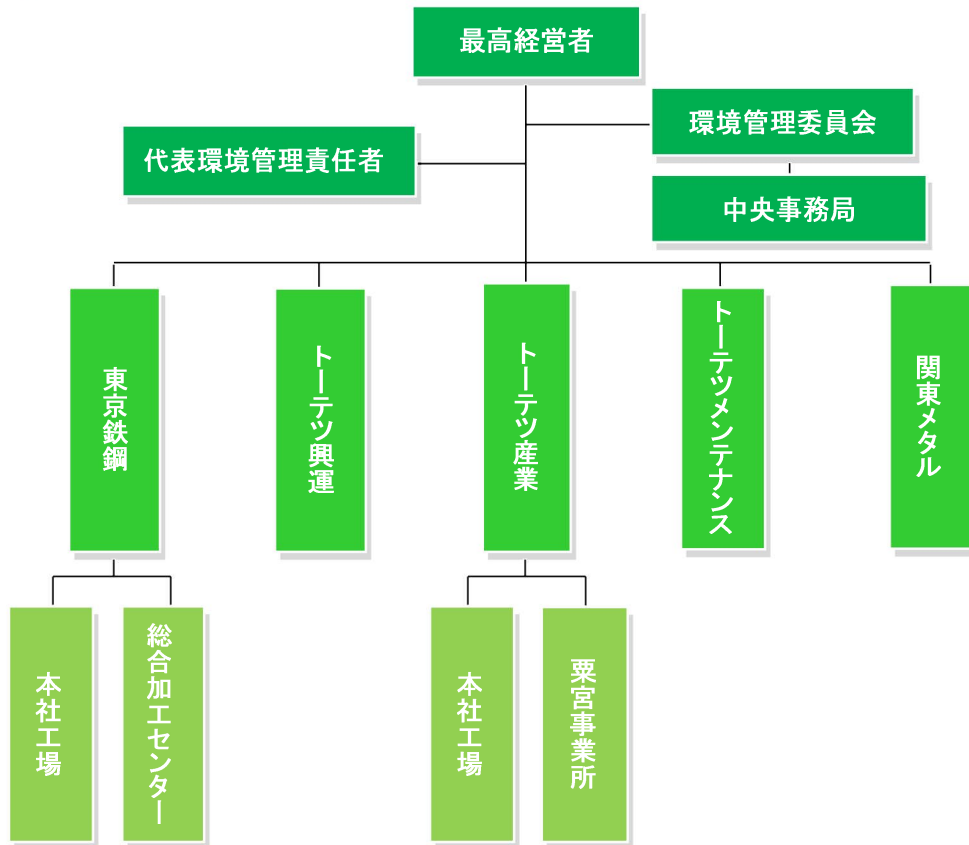 最高経営者
環境管理委員会
代表環境管理責任者
中央事務局
東京鉄鋼
トーテツ興運
トーテツ産業
トーテツメンテナンス
関東メタル
本社工場
総合加工センター
本社工場
粟宮事業所